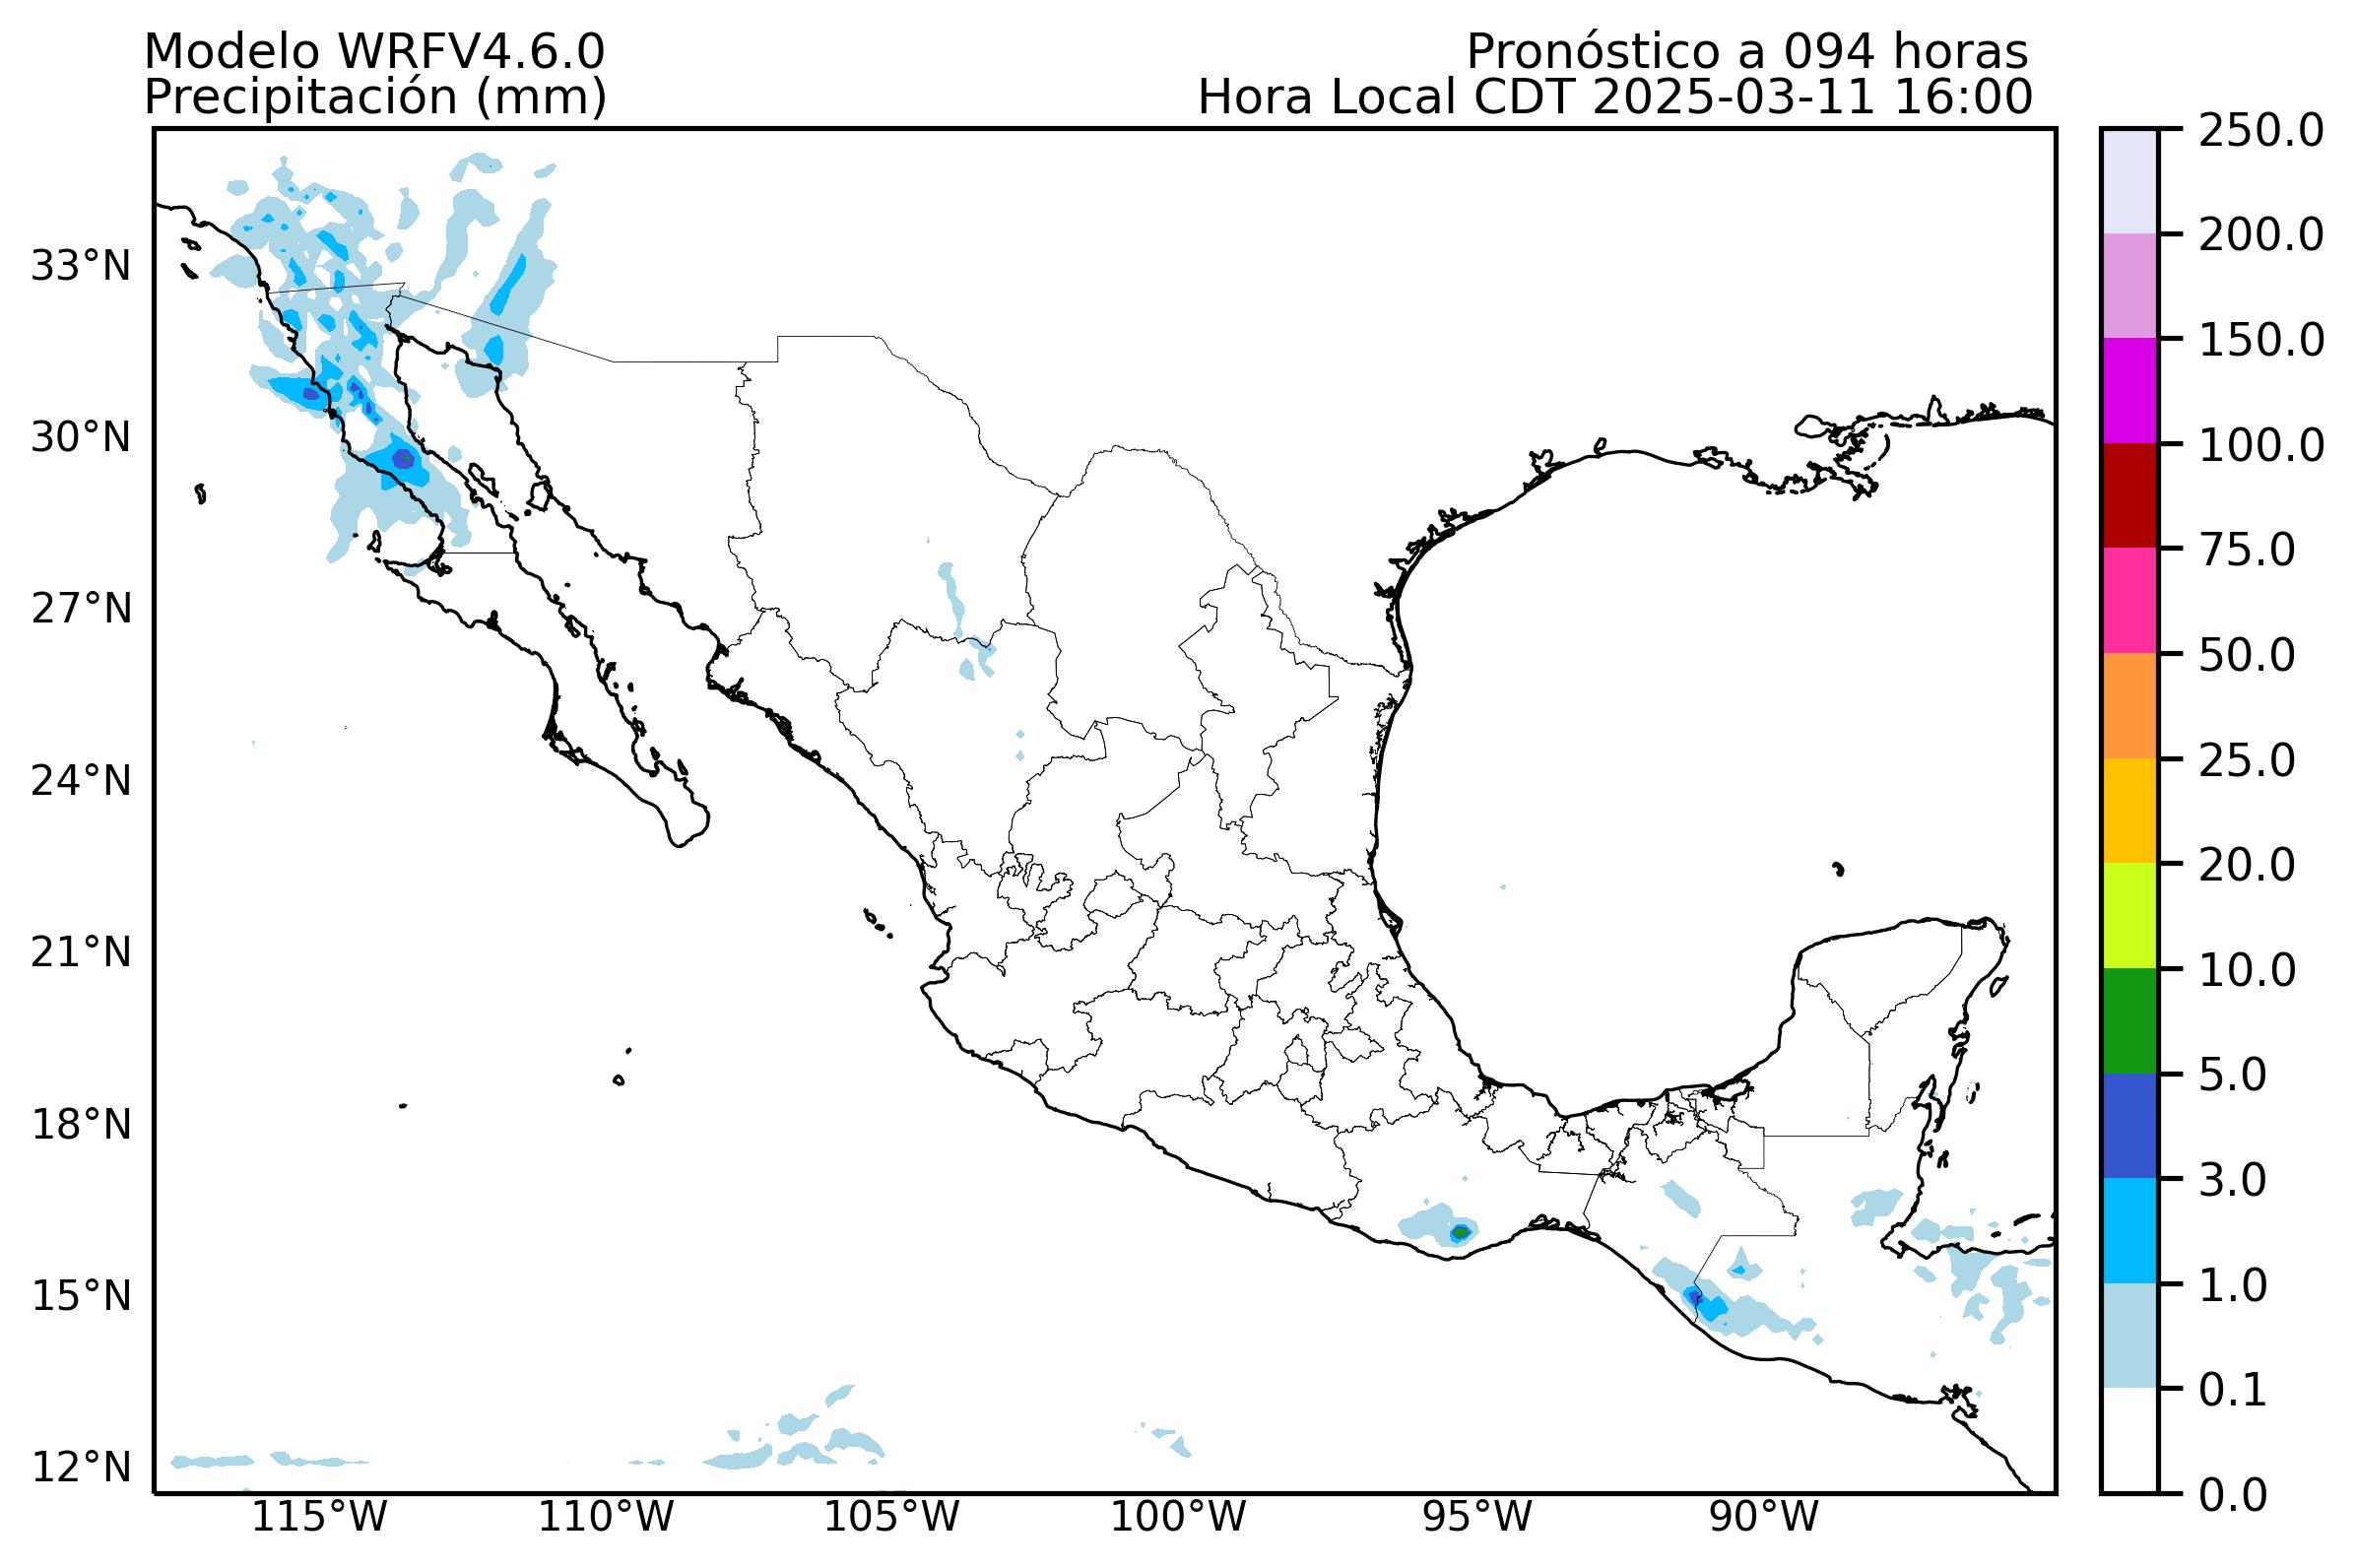 Modelo WRFV4.6.0
Precipitación (mm)
Pronóstico a 094 horas
Hora Local CDT 2025-03-11 16:00
33°N
30°N
27°N
24°N
21°N
18°N
15°N
12°N
115°W
110°W
105°W
100°W
95°W
90°W
250.0
200.0
150.0
100.0
75.0
50.0
25.0
20.0
10.0
5.0
3.0
1.0
0.1
0.0